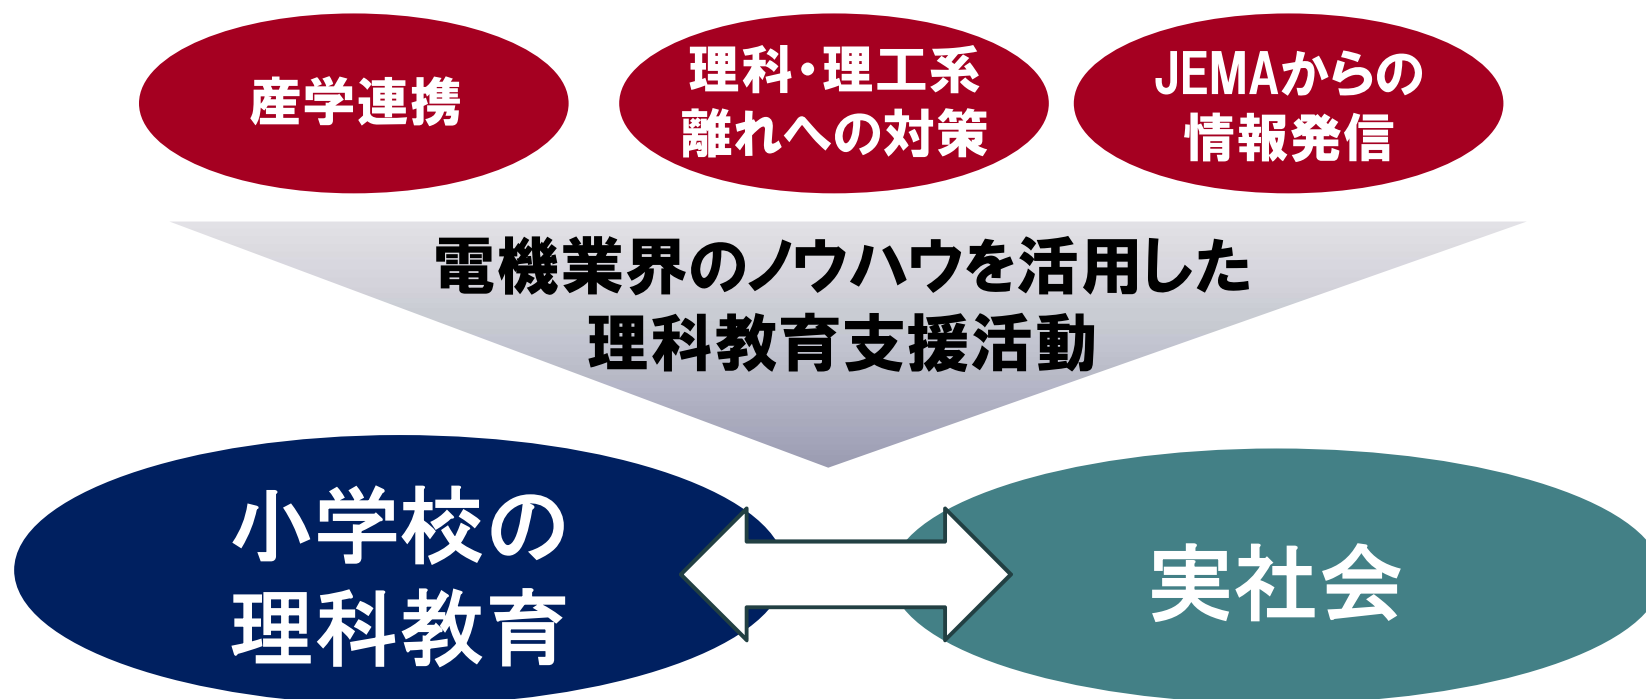 産学連携
理科・理工系
離れへの対策
JEMAからの
情報発信
電機業界のノウハウを活用した
理科教育支援活動
小学校の
理科教育
実社会